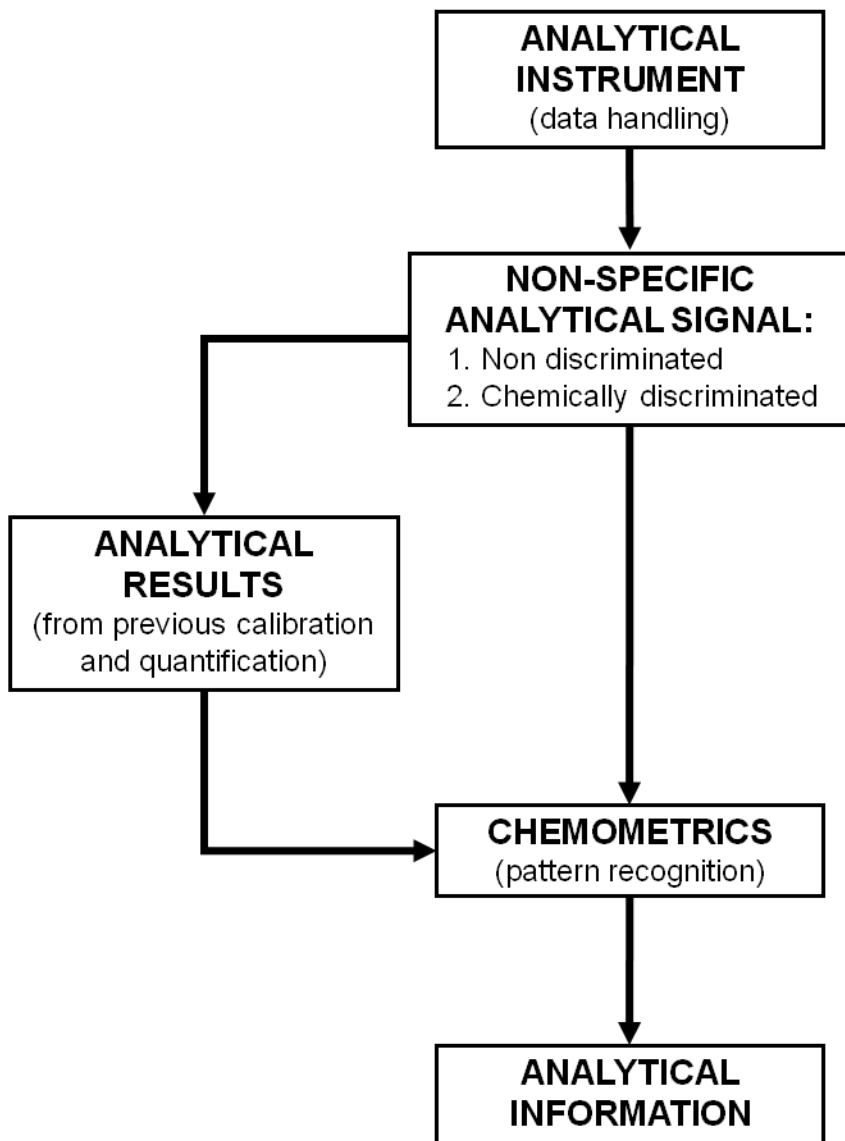 ANALYTICAL
INSTRUMENT
(data handling)
NON-SPECIFIC
ANALYTICAL SIGNAL:
1. Non discriminated
2. Chemically discriminated
ANALYTICAL
RESULTS
(from previous calibration
and quantification)
CHEMOMETRICS
(pattern recognition)
ANALYTICAL
INFORMATION